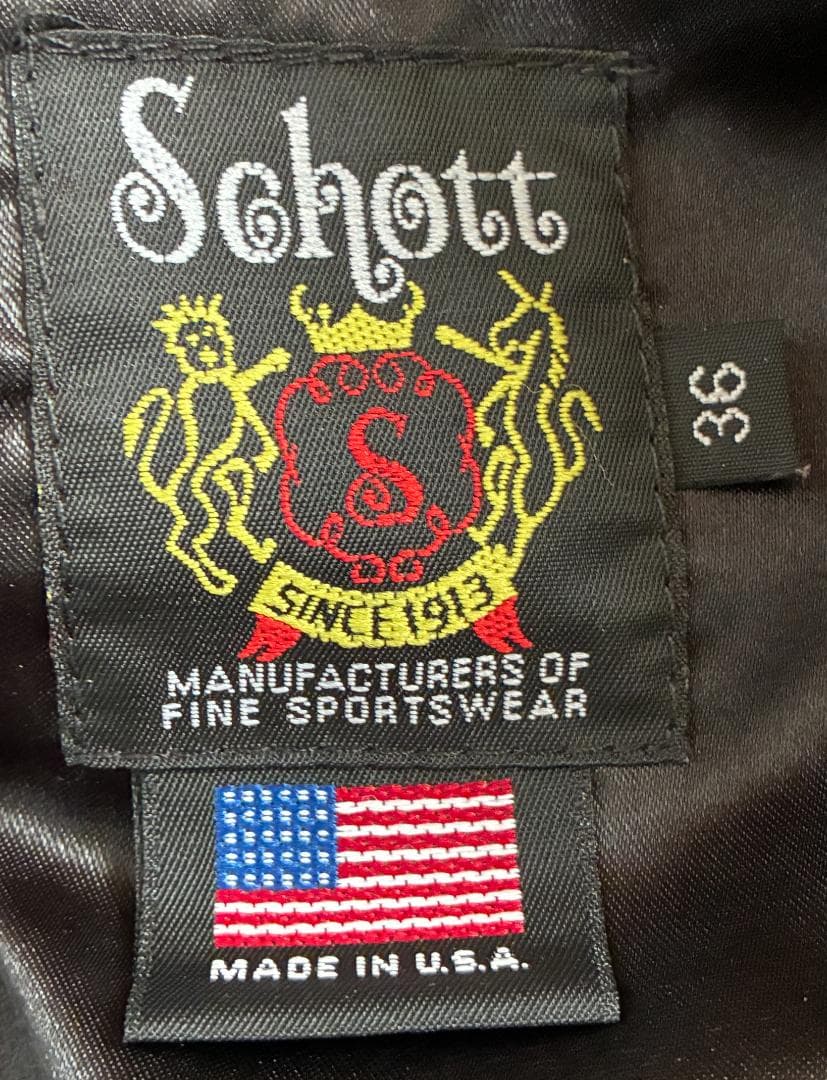 Schott
36
S
SINCE 1913
MANUFACTURERS OF
FINE SPORTSWEAR
MADE IN U.S.A.